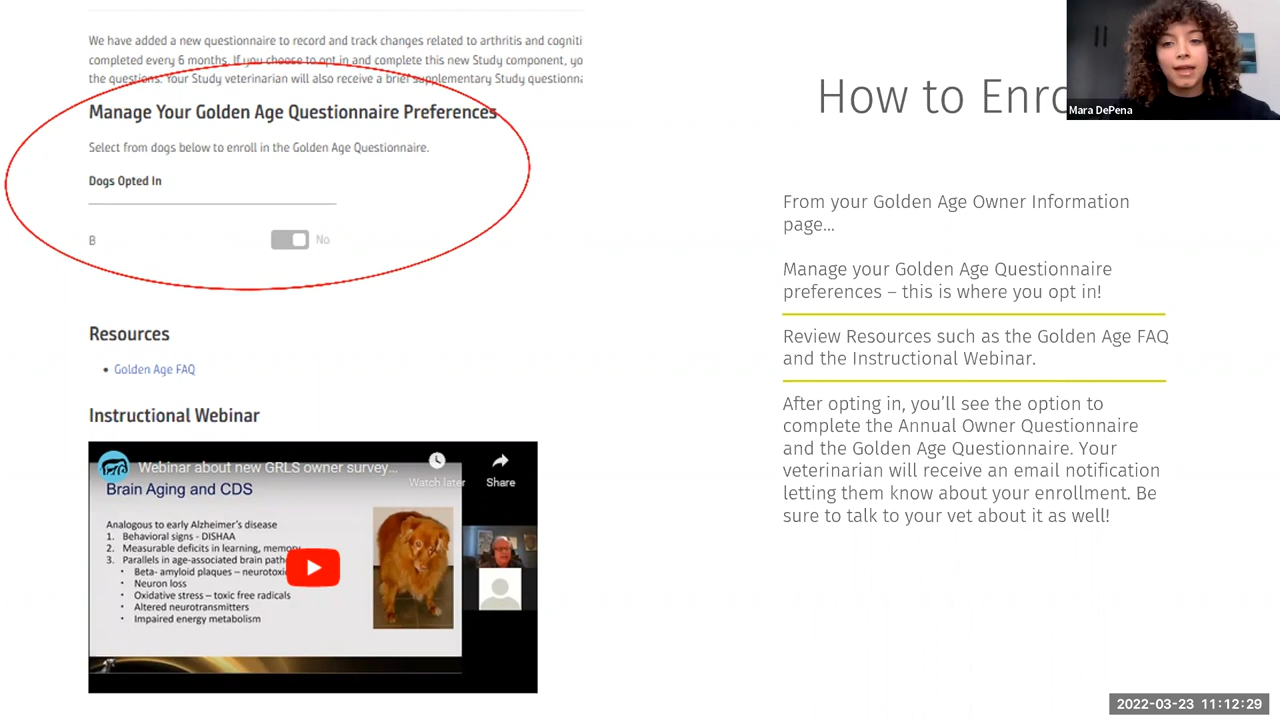 We have added a new questionnaire to record and track changes related to arthritis and cogniti
completed every 6 months. If you choose to opt in and complete this new Study component, yo
the questions. Your Study veterinarian will also receive a brief supplementary Study questionna
Manage Your Golden Age Questionnaire Preferences
Select from dogs below to enroll in the Golden Age Questionnaire.
Dogs Opted In
B
No
Resources
• Golden Age FAQ
Instructional Webinar
Webinar about new GRLS owner survey...
Watch later
Share
Brain Aging and CDS
Analogous to early Alzheimer's disease
1. Behavioral signs - DISHAA
2. Measurable deficits in learning, memory
3. Parallels in age-associated brain path
• Beta- amyloid plaques – neurotoxi
• Neuron loss
• Oxidative stress – toxic free radicals
• Altered neurotransmitters
• Impaired energy metabolism
How to Enro
Mara DePena
From your Golden Age Owner Information
page...
Manage your Golden Age Questionnaire
preferences – this is where you opt in!
Review Resources such as the Golden Age FAQ
and the Instructional Webinar.
After opting in, you'll see the option to
complete the Annual Owner Questionnaire
and the Golden Age Questionnaire. Your
veterinarian will receive an email notification
letting them know about your enrollment. Be
sure to talk to your vet about it as well!
2022-03-23 11:12:29